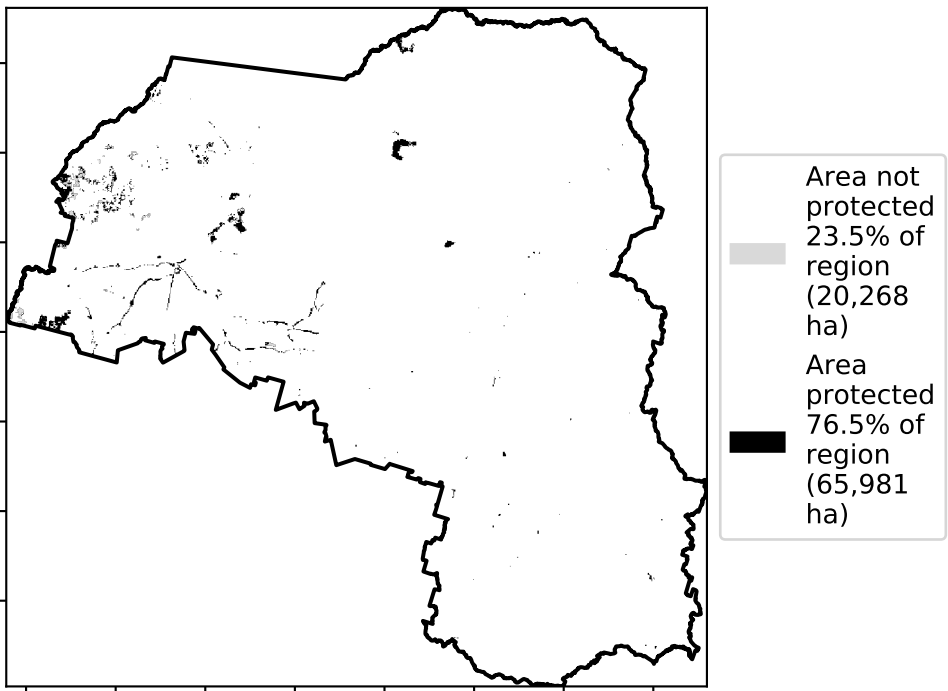 Area not
protected
23.5% of
region
(20,268
ha)
Area
protected
76.5% of
region
(65,981
ha)